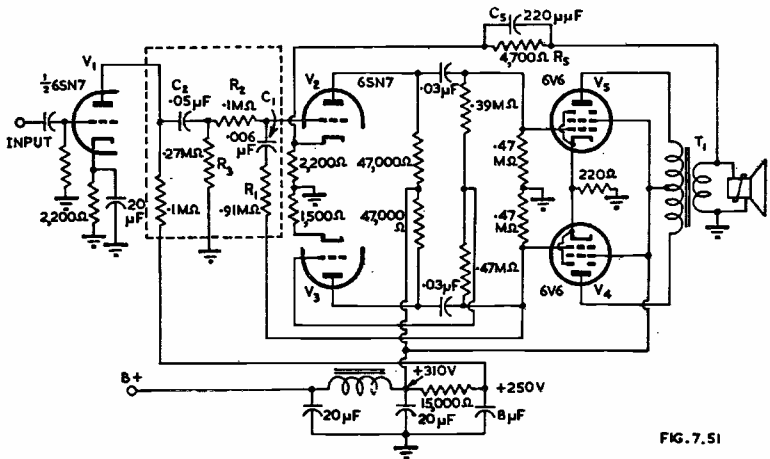 C₅ 220μμF
4,700Ω R₅
V₁
½6SN7
C₂
.05μF
R₂
.1MΩ
C₁
V₂
6SN7
.03μF
.39MΩ
6V6
V₅
INPUT
.006
μF
.27MΩ
R₃
2,200Ω
47,000Ω
.47
MΩ
220Ω
T₁
2,200Ω
20
μF
.1MΩ
R₁
.91MΩ
1,500Ω
47,000
Ω
.47
MΩ
V₃
.03μF
.47MΩ
6V6
V₄
B+
+310V
+250V
20μF
15,000Ω
20μF
8μF
FIG.7.51